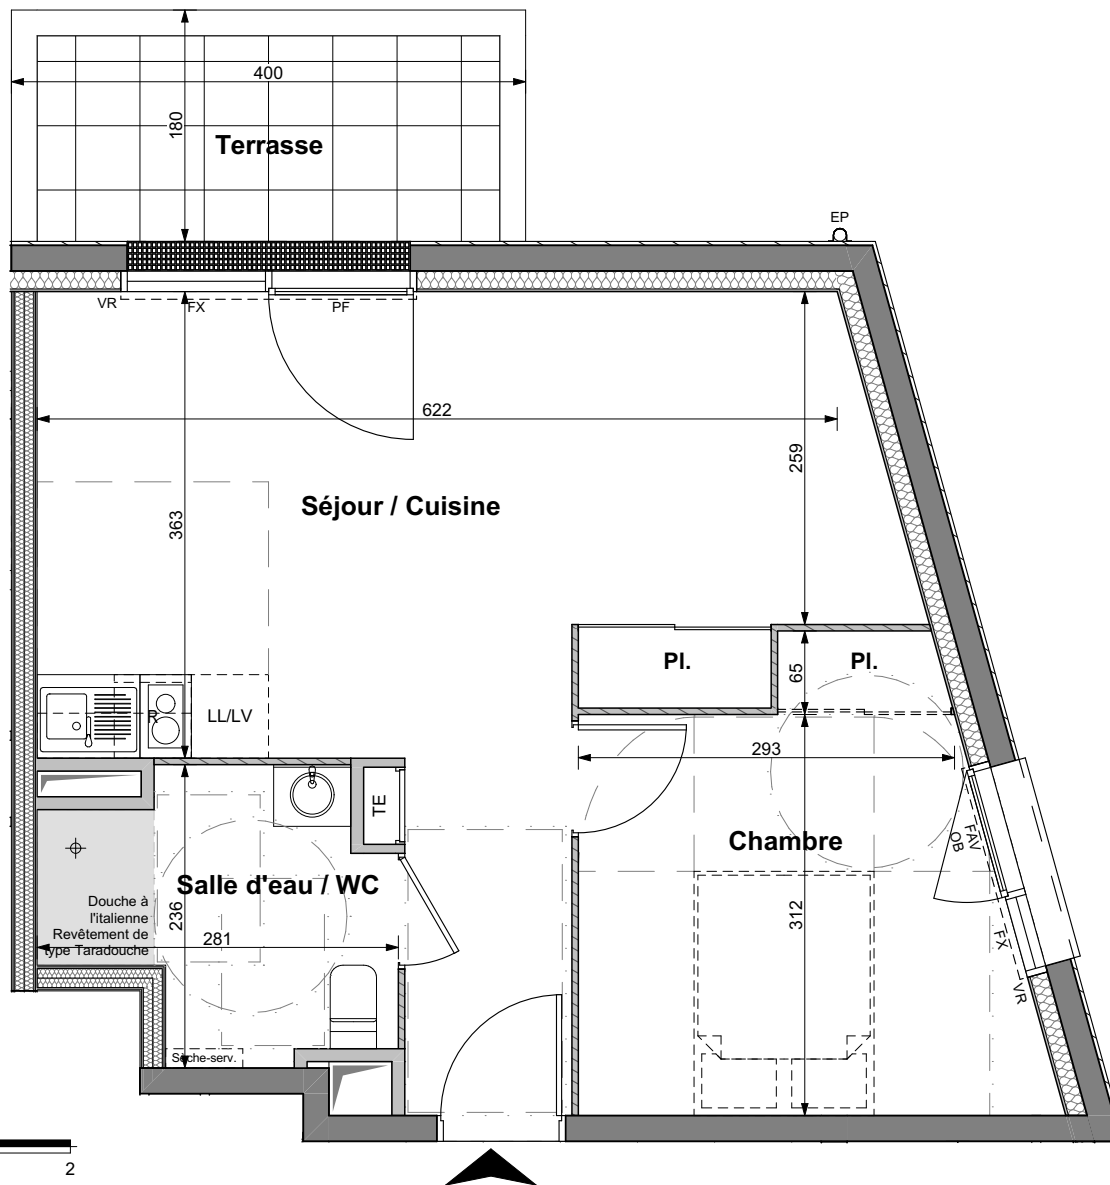 400
180
Terrasse
EP
VR
FX
PF
622
259
363
Séjour / Cuisine
Pl.
Pl.
65
R
LL/LV
293
TE
FAV
OB
Chambre
Salle d'eau / WC
Douche à
l'italienne
Revêtement de
type Taradouche
236
281
312
FX
VR
Sèche-serv.
2